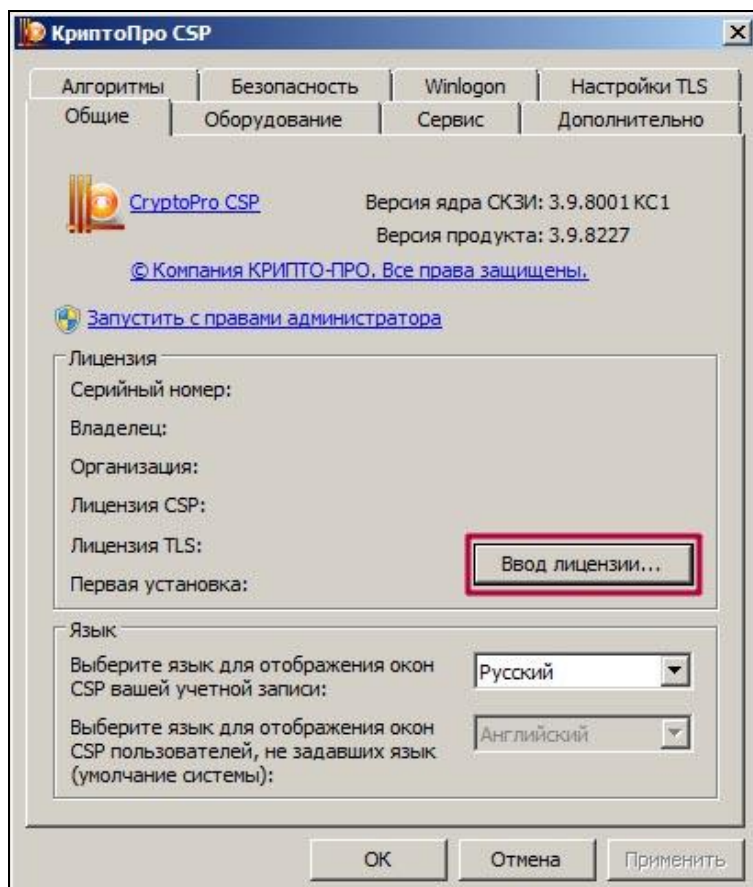 КриптоПро CSP
Алгоритмы Безопасность Winlogon Настройки TLS
Общие Оборудование Сервис Дополнительно
CryptoPro CSP Версия ядра СКЗИ: 3.9.8001 КС1
Версия продукта: 3.9.8227
© Компания КРИПТО-ПРО. Все права защищены.
Запустить с правами администратора
Лицензия
Серийный номер:
Владелец:
Организация:
Лицензия CSP:
Лицензия TLS:
Ввод лицензии...
Первая установка:
Язык
Выберите язык для отображения окон
CSP вашей учетной записи:
Русский
Выберите язык для отображения окон
CSP пользователей, не задавших язык
(умолчание системы):
Английский
ОК Отмена Применить